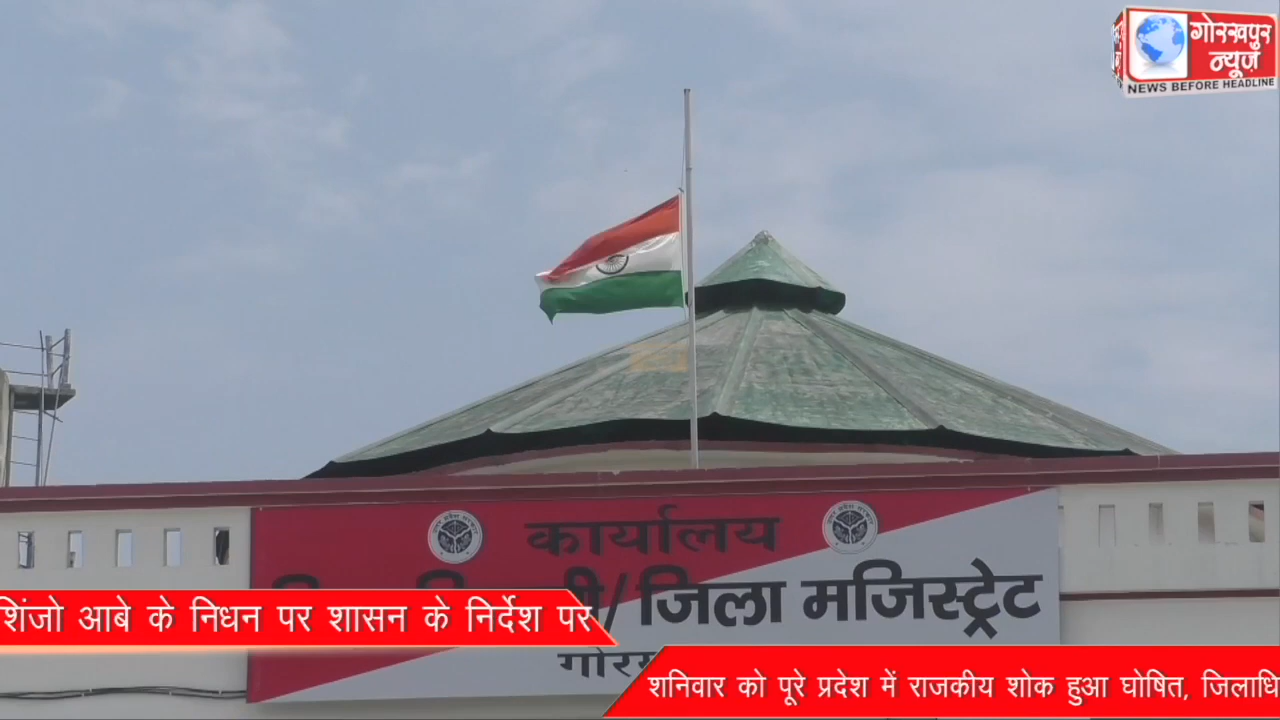 गोरखपुर
न्यूज़
NEWS BEFORE HEADLINE
कार्यालय
/ जिला मजिस्ट्रेट
शिंजो आबे के निधन पर शासन के निर्देश पर
शनिवार को पूरे प्रदेश में राजकीय शोक हुआ घोषित, जिलाधि